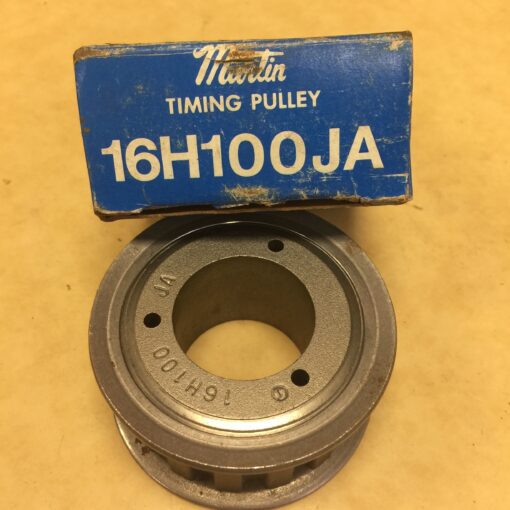 Martin
TIMING PULLEY
16H100JA
JA
16H100